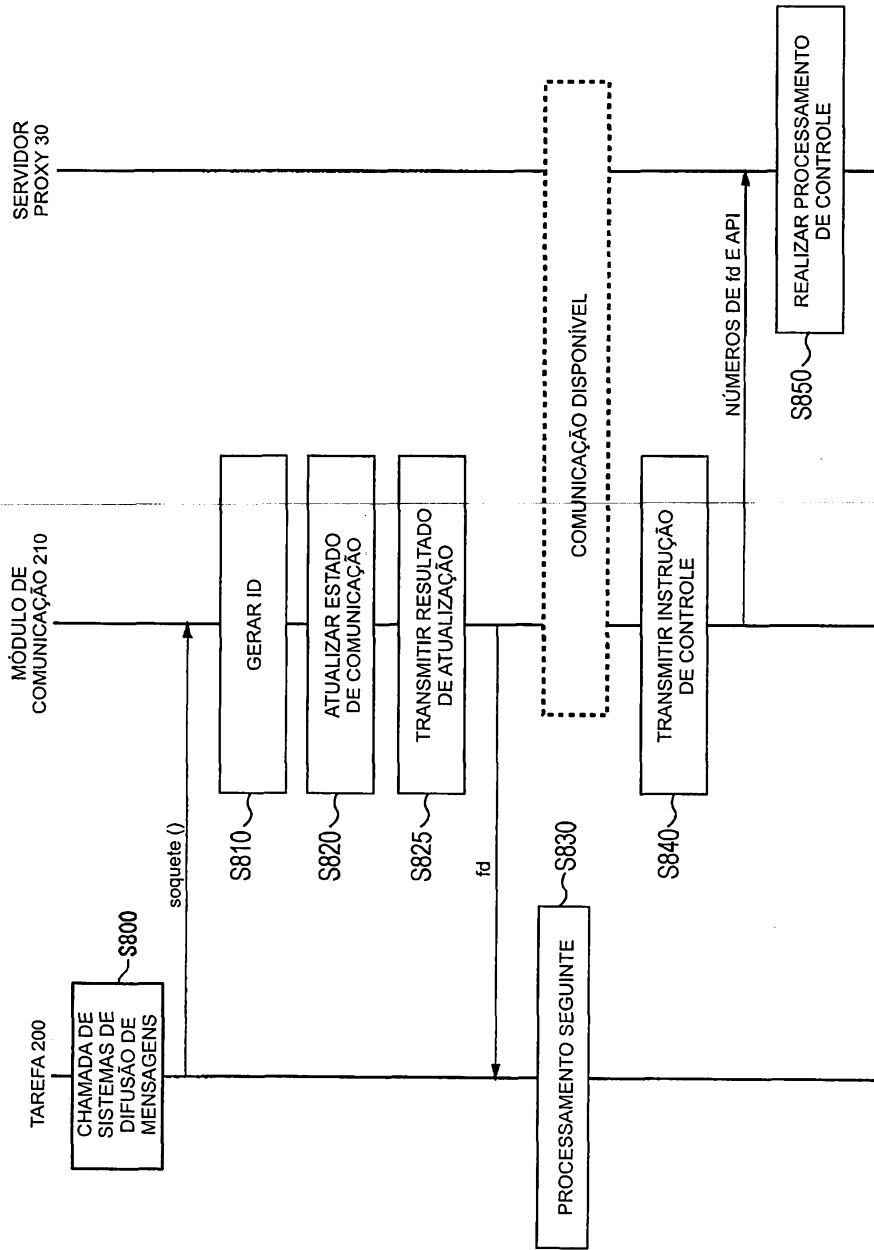 TAREFA 200
MÓDULO DE
COMUNICAÇÃO 210
SERVIDOR
PROXY 30
CHAMADA DE
SISTEMAS DE
DIFUSÃO DE
MENSAGENS
S800
soquete ()
S810
GERAR ID
S820
ATUALIZAR ESTADO
DE COMUNICAÇÃO
S825
TRANSMITIR RESULTADO
DE ATUALIZAÇÃO
fd
S830
PROCESSAMENTO SEGUINTE
COMUNICAÇÃO DISPONÍVEL
S840
TRANSMITIR INSTRUÇÃO
DE CONTROLE
NÚMEROS DE fd E API
S850
REALIZAR PROCESSAMENTO
DE CONTROLE